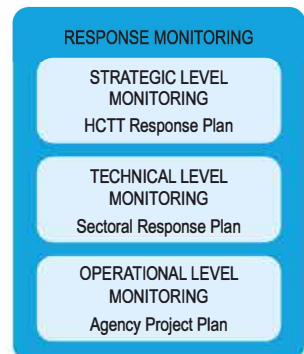 RESPONSE MONITORING
STRATEGIC LEVEL
MONITORING
HCTT Response Plan
TECHNICAL LEVEL
MONITORING
Sectoral Response Plan
OPERATIONAL LEVEL
MONITORING
Agency Project Plan